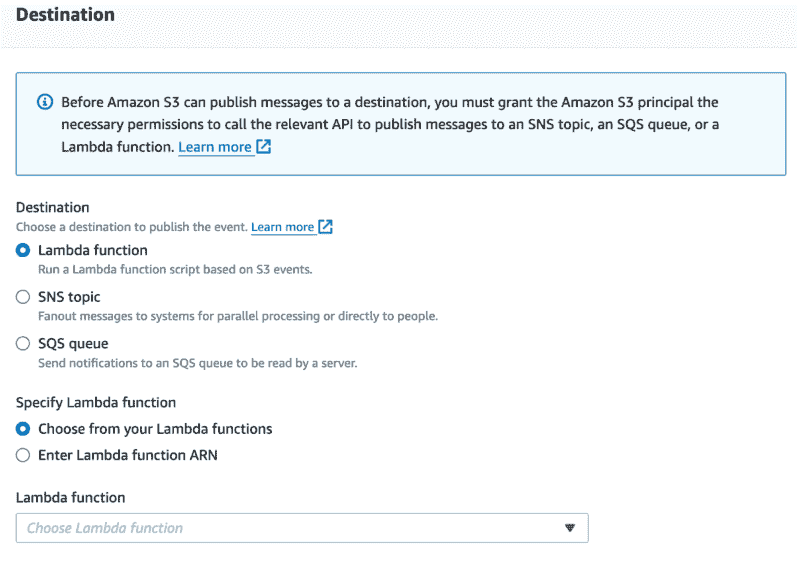 Destination
Before Amazon S3 can publish messages to a destination, you must grant the Amazon S3 principal the
necessary permissions to call the relevant API to publish messages to an SNS topic, an SQS queue, or a
Lambda function. Learn more
Destination
Choose a destination to publish the event. Learn more
Lambda function
Run a Lambda function script based on S3 events.
SNS topic
Fanout messages to systems for parallel processing or directly to people.
SQS queue
Send notifications to an SQS queue to be read by a server.
Specify Lambda function
Choose from your Lambda functions
Enter Lambda function ARN
Lambda function
Choose Lambda function